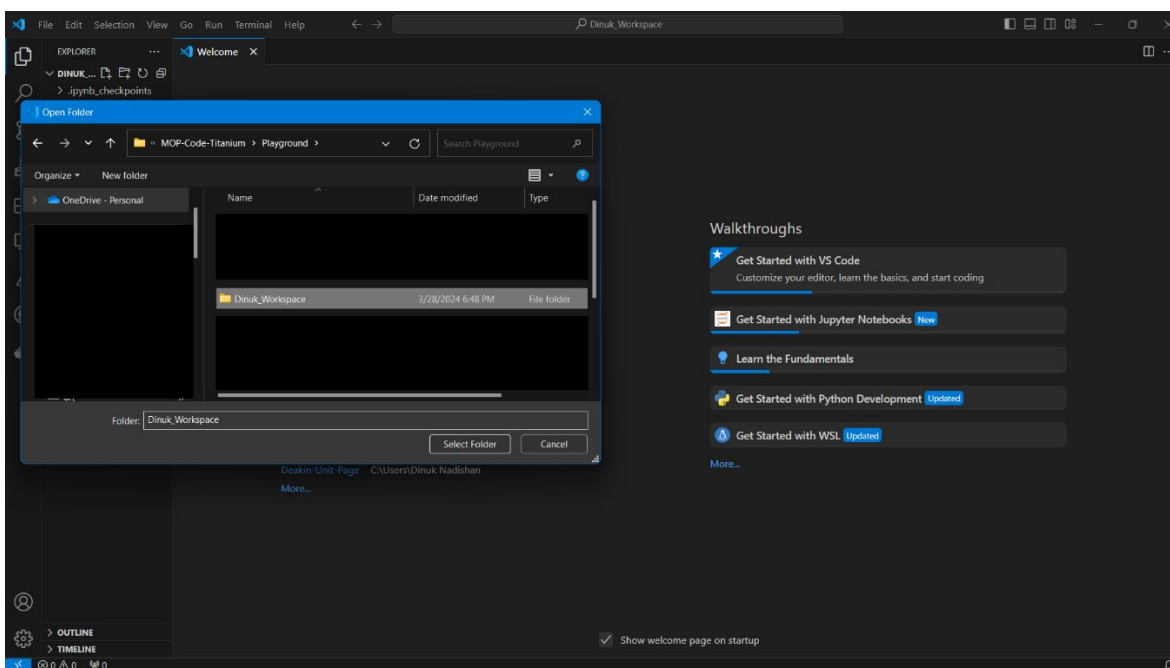 File Edit Selection View Go Run Terminal Help
Dinuk_Workspace
EXPLORER
Welcome
DINUK_...
.ipynb_checkpoints
Open Folder
« MOP-Code-Titanium > Playground >
Search Playground
Organize
New folder
OneDrive - Personal
Name Date modified Type
Dinuk_Workspace 3/28/2024 6:48 PM File folder
Folder: Dinuk_Workspace
Select Folder Cancel
Deakin-Unit-Page C:\Users\Dinuk Nadishan
More...
Walkthroughs
Get Started with VS Code
Customize your editor, learn the basics, and start coding
Get Started with Jupyter Notebooks New
Learn the Fundamentals
Get Started with Python Development Updated
Get Started with WSL Updated
More...
Show welcome page on startup
OUTLINE
TIMELINE
0 0 0